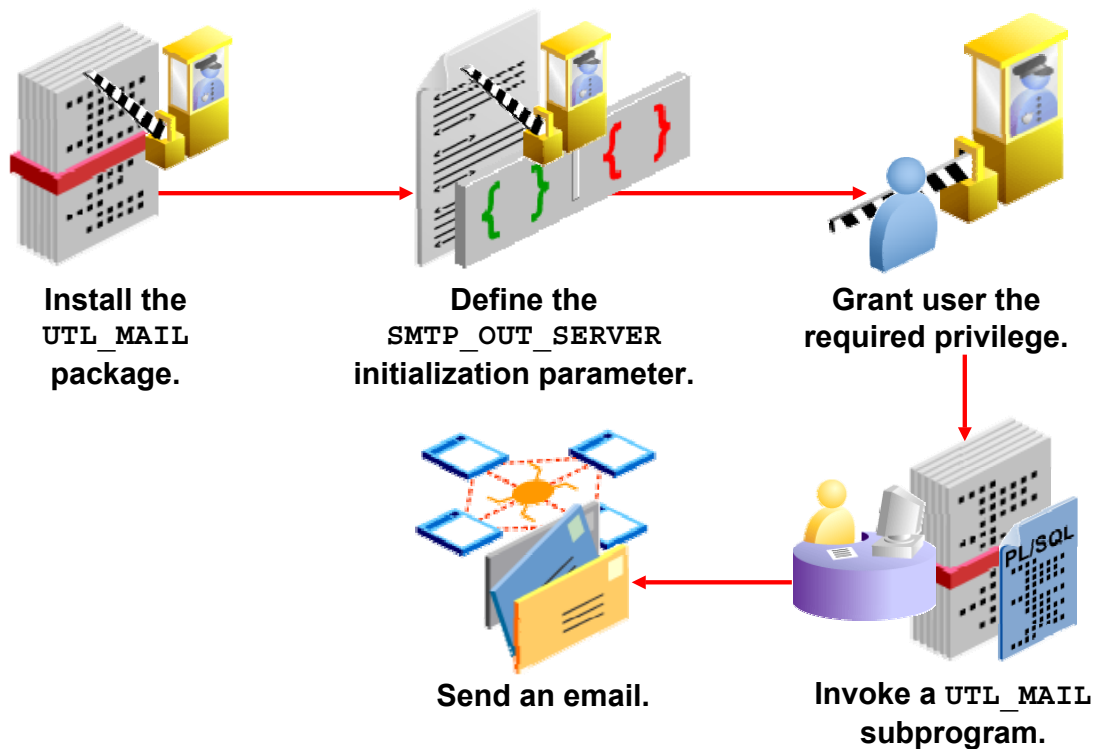 Install the
UTL_MAIL
package.
Define the
SMTP_OUT_SERVER
initialization parameter.
Grant user the
required privilege.
{ }
{ }
PL/SQL
Send an email.
Invoke a UTL_MAIL
subprogram.